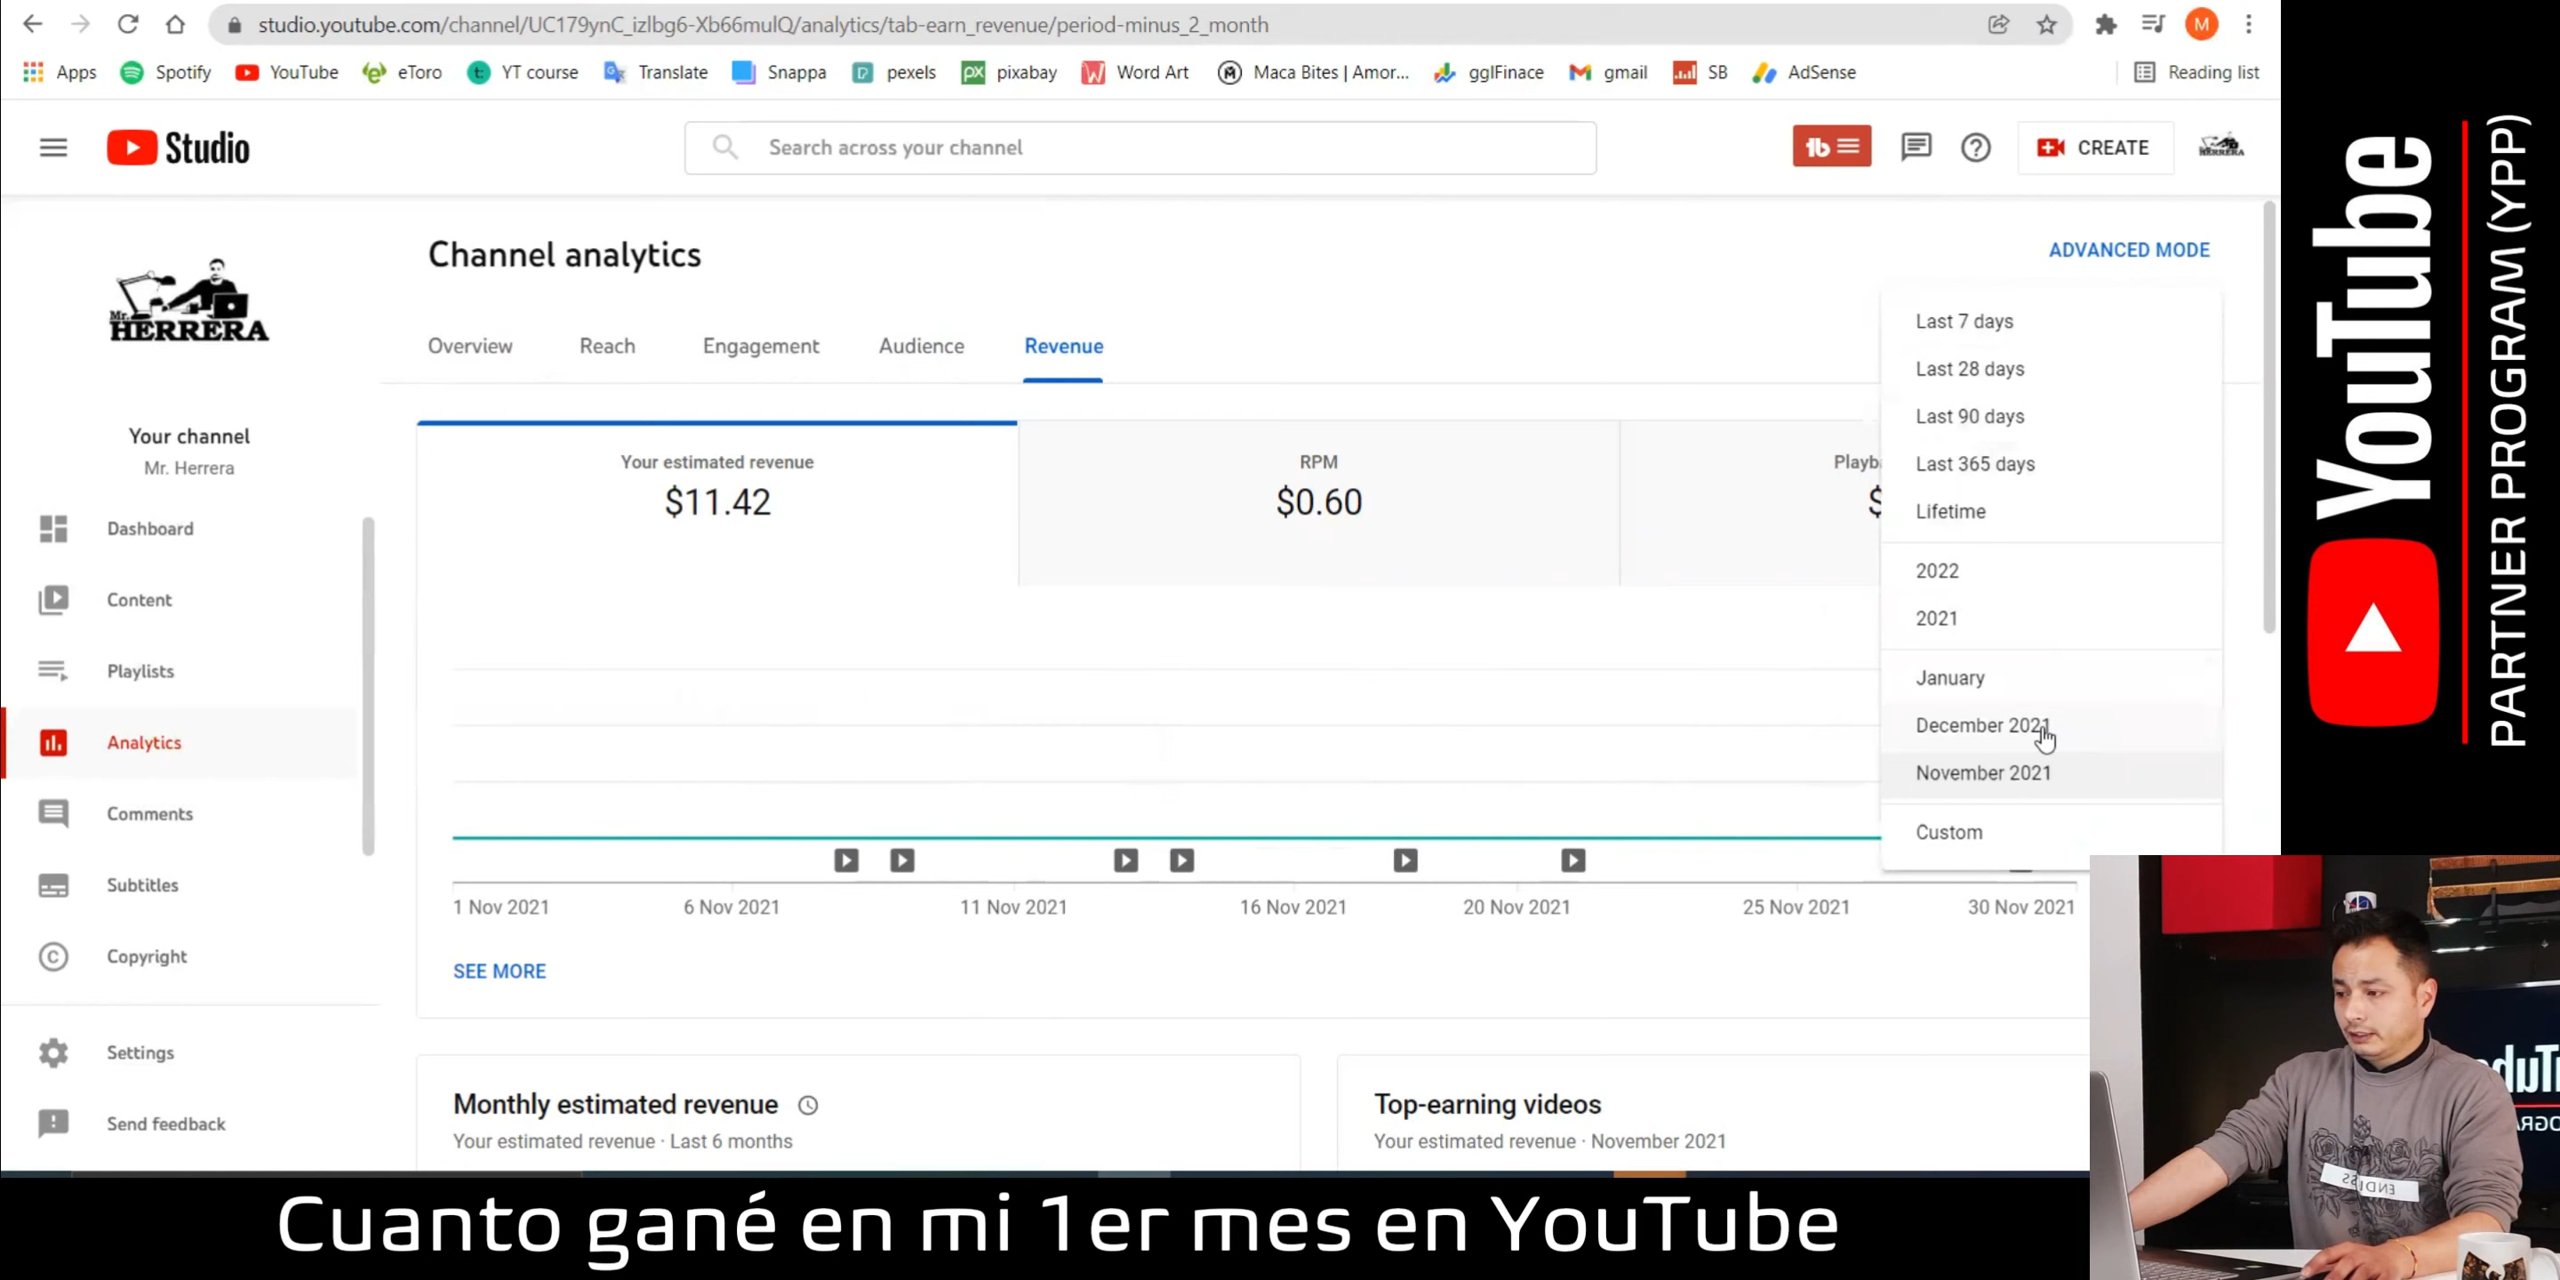 studio.youtube.com/channel/UC179ynC_izlbg6-Xb66mulQ/analytics/tab-earn_revenue/period-minus_2_month
M
Apps Spotify YouTube eToro YT course Translate Snappa pexels pixabay Word Art Maca Bites | Amor... gglFinace gmail SB AdSense Reading list
Studio
Search across your channel
CREATE
Mr. HERRERA
Your channel
Mr. Herrera
Dashboard
Content
Playlists
Analytics
Comments
Subtitles
Copyright
Settings
Send feedback
Channel analytics
ADVANCED MODE
Overview Reach Engagement Audience Revenue
Your estimated revenue
$11.42
RPM
$0.60
Playb
$
Last 7 days
Last 28 days
Last 90 days
Last 365 days
Lifetime
2022
2021
January
December 2021
November 2021
Custom
1 Nov 2021 6 Nov 2021 11 Nov 2021 16 Nov 2021 20 Nov 2021 25 Nov 2021 30 Nov 2021
SEE MORE
Monthly estimated revenue
Your estimated revenue · Last 6 months
Top-earning videos
Your estimated revenue · November 2021
YouTube
PARTNER PROGRAM (YPP)
Cuanto gané en mi 1er mes en YouTube